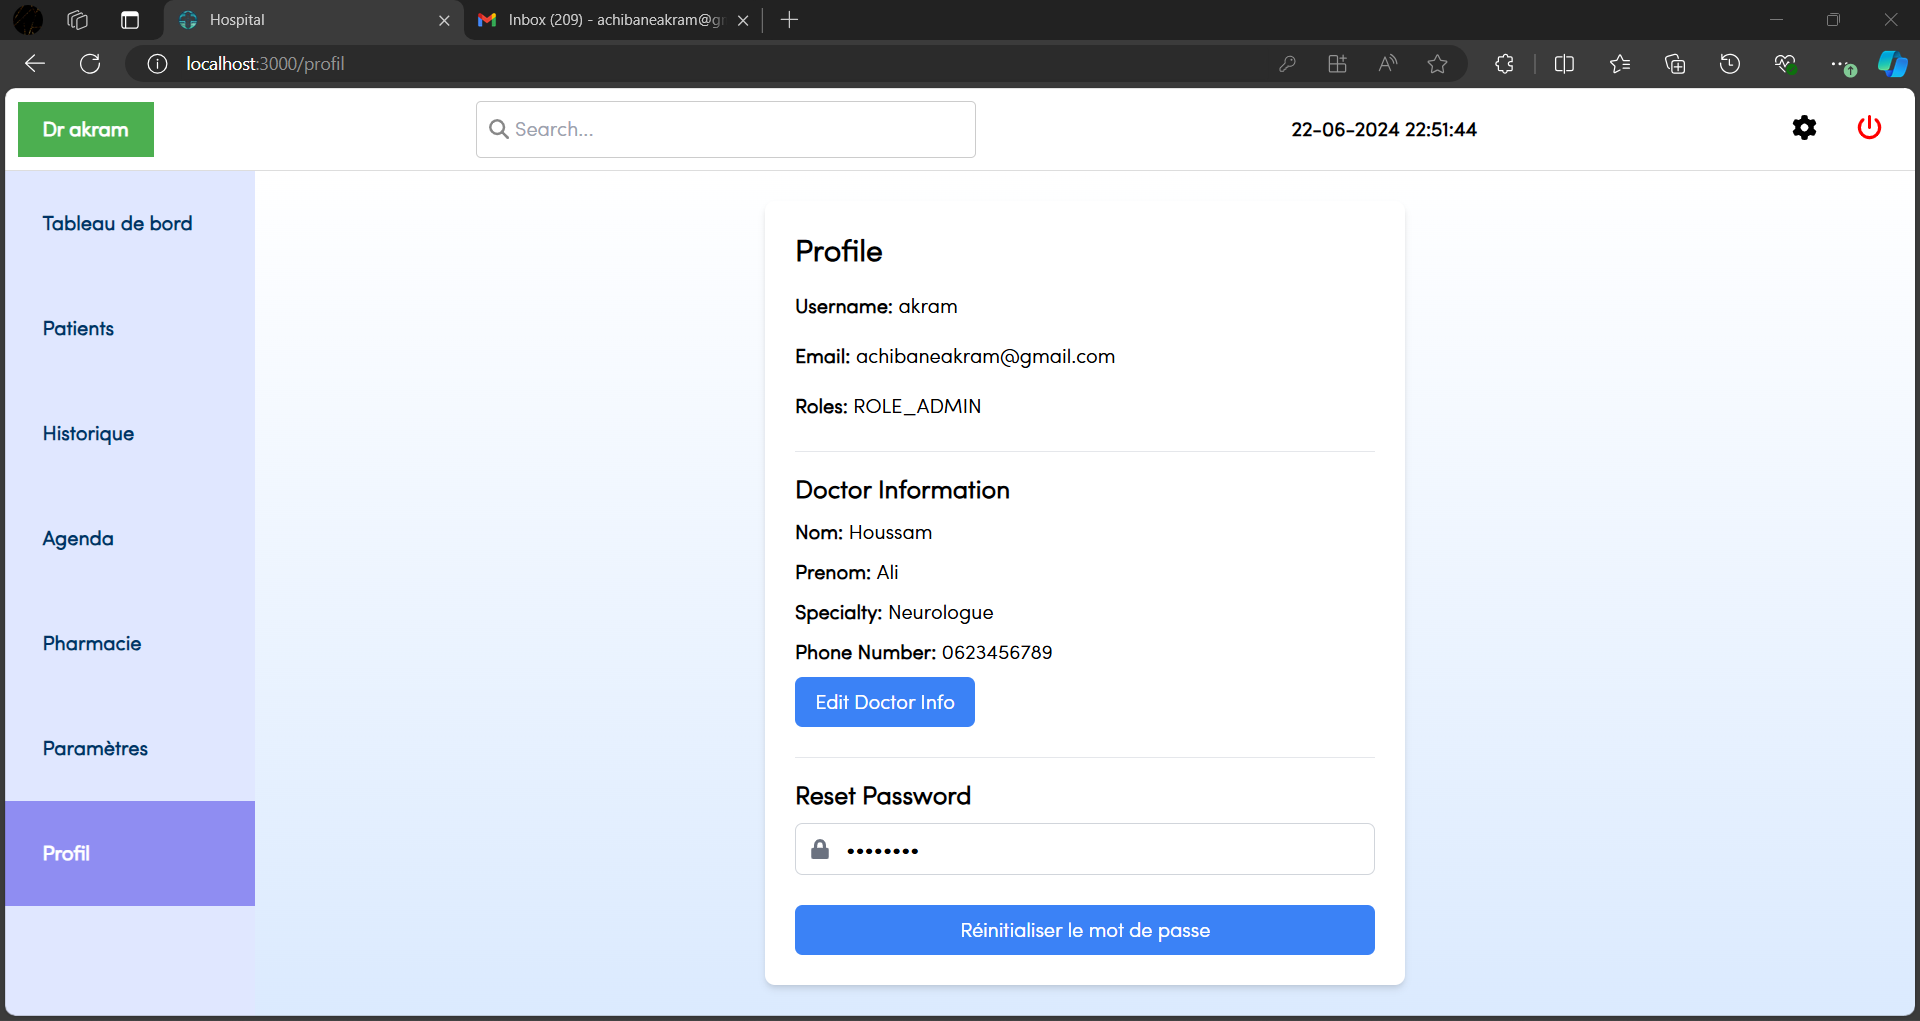 Hospital
Inbox (209) - achibaneakram@g
localhost:3000/profil
Dr akram
Search...
22-06-2024 22:51:44
Tableau de bord
Patients
Historique
Agenda
Pharmacie
Paramètres
Profil
Profile
Username: akram
Email: achibaneakram@gmail.com
Roles: ROLE_ADMIN
Doctor Information
Nom: Houssam
Prenom: Ali
Specialty: Neurologue
Phone Number: 0623456789
Edit Doctor Info
Reset Password
••••••••
Réinitialiser le mot de passe